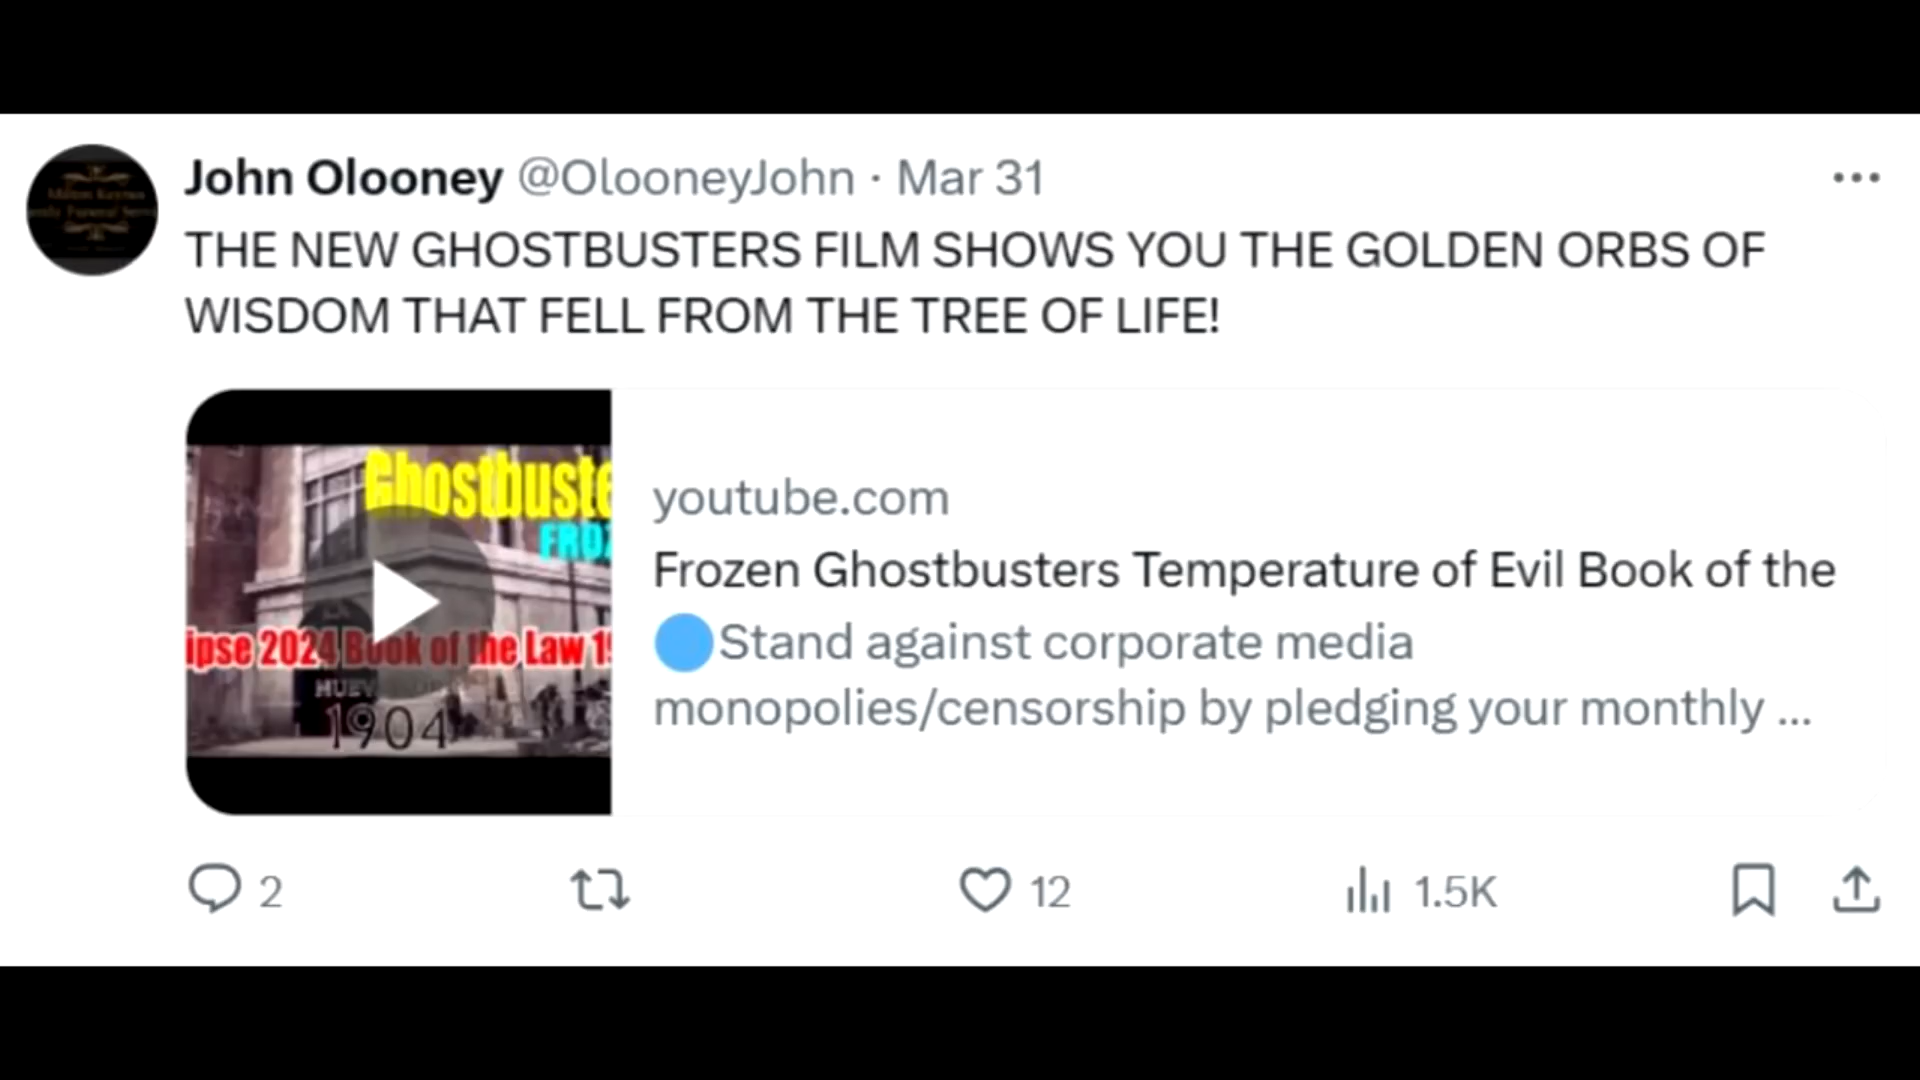 John Olooney @OlooneyJohn · Mar 31
THE NEW GHOSTBUSTERS FILM SHOWS YOU THE GOLDEN ORBS OF
WISDOM THAT FELL FROM THE TREE OF LIFE!
Ghostbuste
FROZ
ipse 2024 Book of the Law 19
1904
youtube.com
Frozen Ghostbusters Temperature of Evil Book of the
Stand against corporate media
monopolies/censorship by pledging your monthly ...
2
12
1.5K